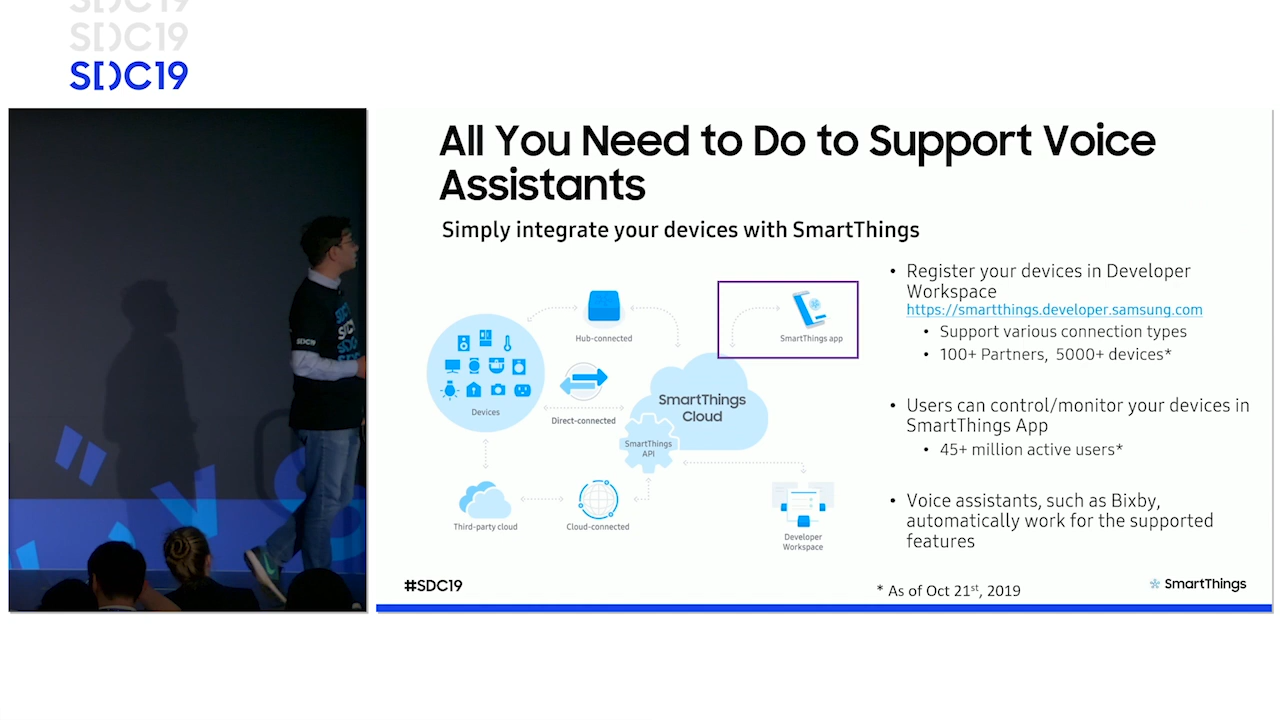 SDC19
SDC19
SDC19
All You Need to Do to Support Voice
Assistants
Simply integrate your devices with SmartThings
Hub-connected
SmartThings app
Devices
Direct-connected
SmartThings
Cloud
SmartThings
API
Third-party cloud
Cloud-connected
Developer
Workspace
• Register your devices in Developer
Workspace
https://smartthings.developer.samsung.com
• Support various connection types
• 100+ Partners, 5000+ devices*
• Users can control/monitor your devices in
SmartThings App
• 45+ million active users*
• Voice assistants, such as Bixby,
automatically work for the supported
features
#SDC19
* As of Oct 21st, 2019
SmartThings
SDC19